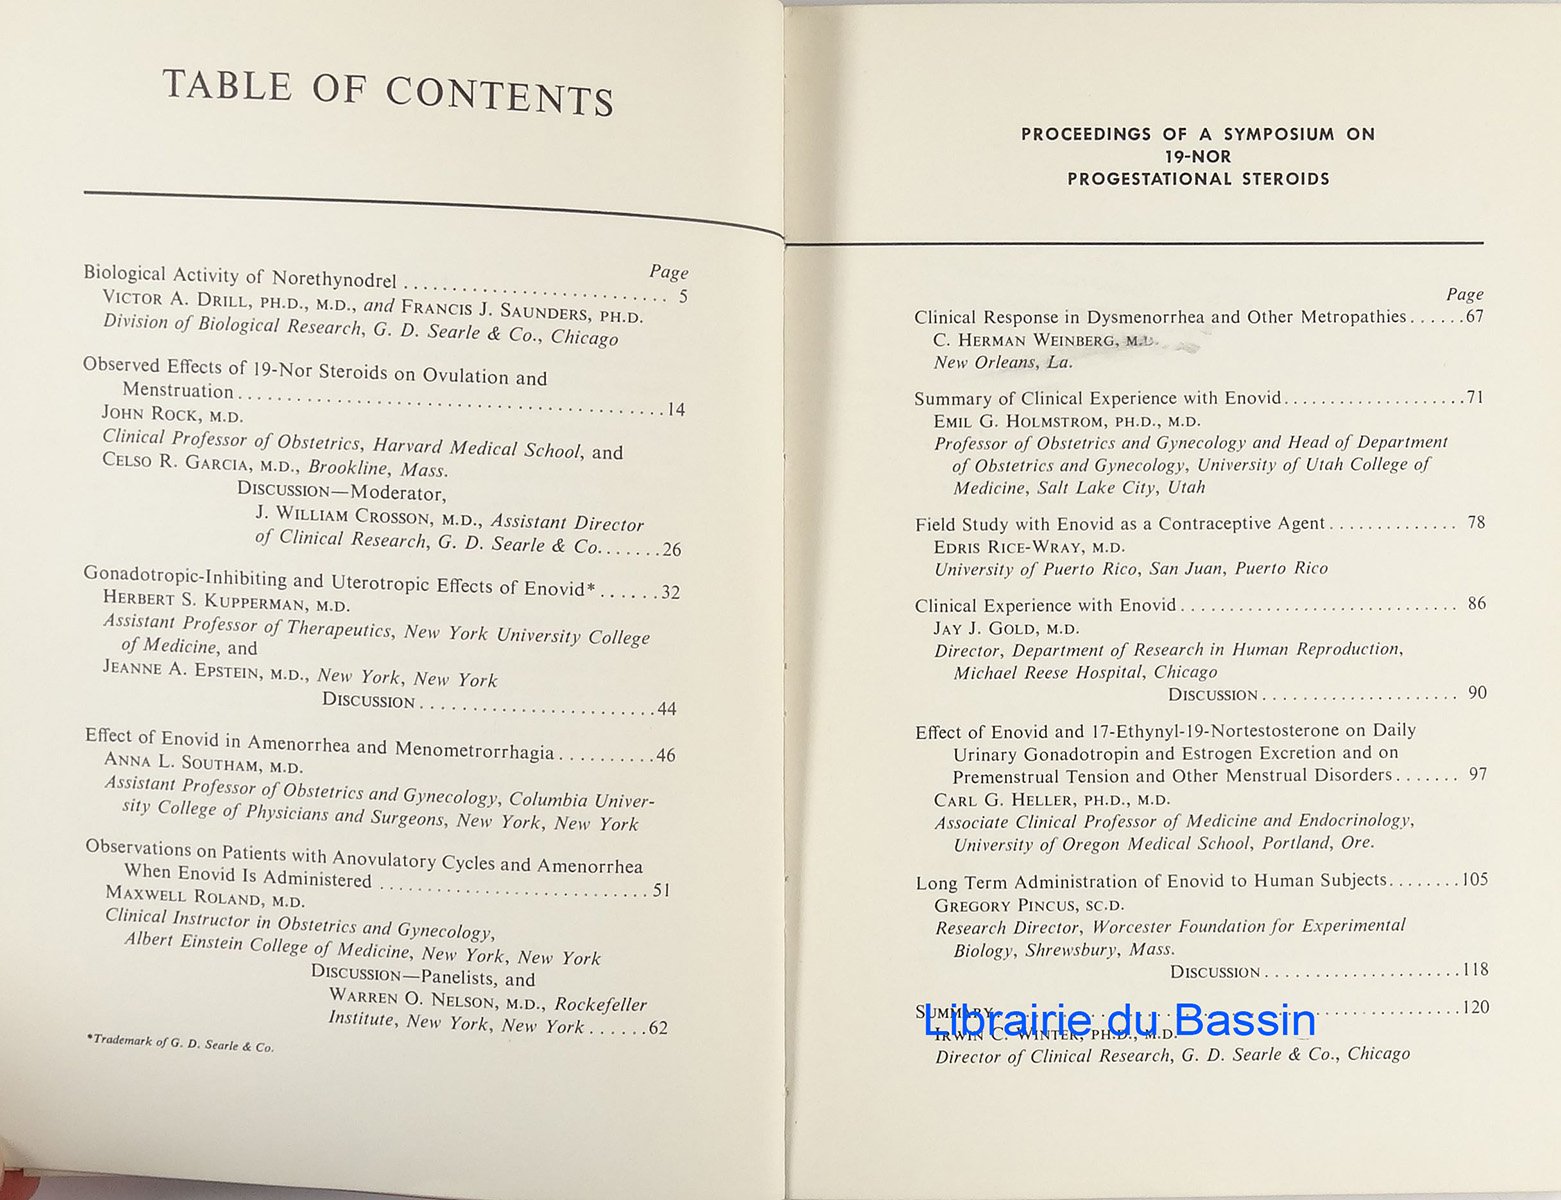 TABLE OF CONTENTS
Page
Biological Activity of Norethynodrel . . . . . . . . . . . . . . . . . . . . . . . . . . . 5
VICTOR A. DRILL, PH.D., M.D., and FRANCIS J. SAUNDERS, PH.D.
Division of Biological Research, G. D. Searle & Co., Chicago
Observed Effects of 19-Nor Steroids on Ovulation and
Menstruation . . . . . . . . . . . . . . . . . . . . . . . . . . . . . . . . . . . . . . . . . 14
JOHN ROCK, M.D.
Clinical Professor of Obstetrics, Harvard Medical School, and
CELSO R. GARCIA, M.D., Brookline, Mass.
DISCUSSION—Moderator,
J. WILLIAM CROSSON, M.D., Assistant Director
of Clinical Research, G. D. Searle & Co. . . . . . . 26
Gonadotropic-Inhibiting and Uterotropic Effects of Enovid* . . . . . . 32
HERBERT S. KUPPERMAN, M.D.
Assistant Professor of Therapeutics, New York University College
of Medicine, and
JEANNE A. EPSTEIN, M.D., New York, New York
DISCUSSION . . . . . . . . . . . . . . . . . . . . . . . 44
Effect of Enovid in Amenorrhea and Menometrorrhagia . . . . . . . . . . 46
ANNA L. SOUTHAM, M.D.
Assistant Professor of Obstetrics and Gynecology, Columbia Univer-
sity College of Physicians and Surgeons, New York, New York
Observations on Patients with Anovulatory Cycles and Amenorrhea
When Enovid Is Administered . . . . . . . . . . . . . . . . . . . . . . . . . . . 51
MAXWELL ROLAND, M.D.
Clinical Instructor in Obstetrics and Gynecology,
Albert Einstein College of Medicine, New York, New York
DISCUSSION—Panelists, and
WARREN O. NELSON, M.D., Rockefeller
Institute, New York, New York . . . . . . 62
*Trademark of G. D. Searle & Co.
PROCEEDINGS OF A SYMPOSIUM ON
19-NOR
PROGESTATIONAL STEROIDS
Page
Clinical Response in Dysmenorrhea and Other Metropathies . . . . . . 67
C. HERMAN WEINBERG, M.D.
New Orleans, La.
Summary of Clinical Experience with Enovid . . . . . . . . . . . . . . . . . . . . 71
EMIL G. HOLMSTROM, PH.D., M.D.
Professor of Obstetrics and Gynecology and Head of Department
of Obstetrics and Gynecology, University of Utah College of
Medicine, Salt Lake City, Utah
Field Study with Enovid as a Contraceptive Agent . . . . . . . . . . . . . . 78
EDRIS RICE-WRAY, M.D.
University of Puerto Rico, San Juan, Puerto Rico
Clinical Experience with Enovid . . . . . . . . . . . . . . . . . . . . . . . . . . . . . 86
JAY J. GOLD, M.D.
Director, Department of Research in Human Reproduction,
Michael Reese Hospital, Chicago
DISCUSSION . . . . . . . . . . . . . . . . . . . . . 90
Effect of Enovid and 17-Ethynyl-19-Nortestosterone on Daily
Urinary Gonadotropin and Estrogen Excretion and on
Premenstrual Tension and Other Menstrual Disorders . . . . . . . 97
CARL G. HELLER, PH.D., M.D.
Associate Clinical Professor of Medicine and Endocrinology,
University of Oregon Medical School, Portland, Ore.
Long Term Administration of Enovid to Human Subjects . . . . . . . . 105
GREGORY PINCUS, SC.D.
Research Director, Worcester Foundation for Experimental
Biology, Shrewsbury, Mass.
DISCUSSION . . . . . . . . . . . . . . . . . . . . . 118
SUMMARY . . . . . . . . . . . . . . . . . . . . . . . . . . . . . . . . . . . . . . . . . 120
Librairie du Bassin
IRWIN C. WINTER, PH.D., M.D.
Director of Clinical Research, G. D. Searle & Co., Chicago